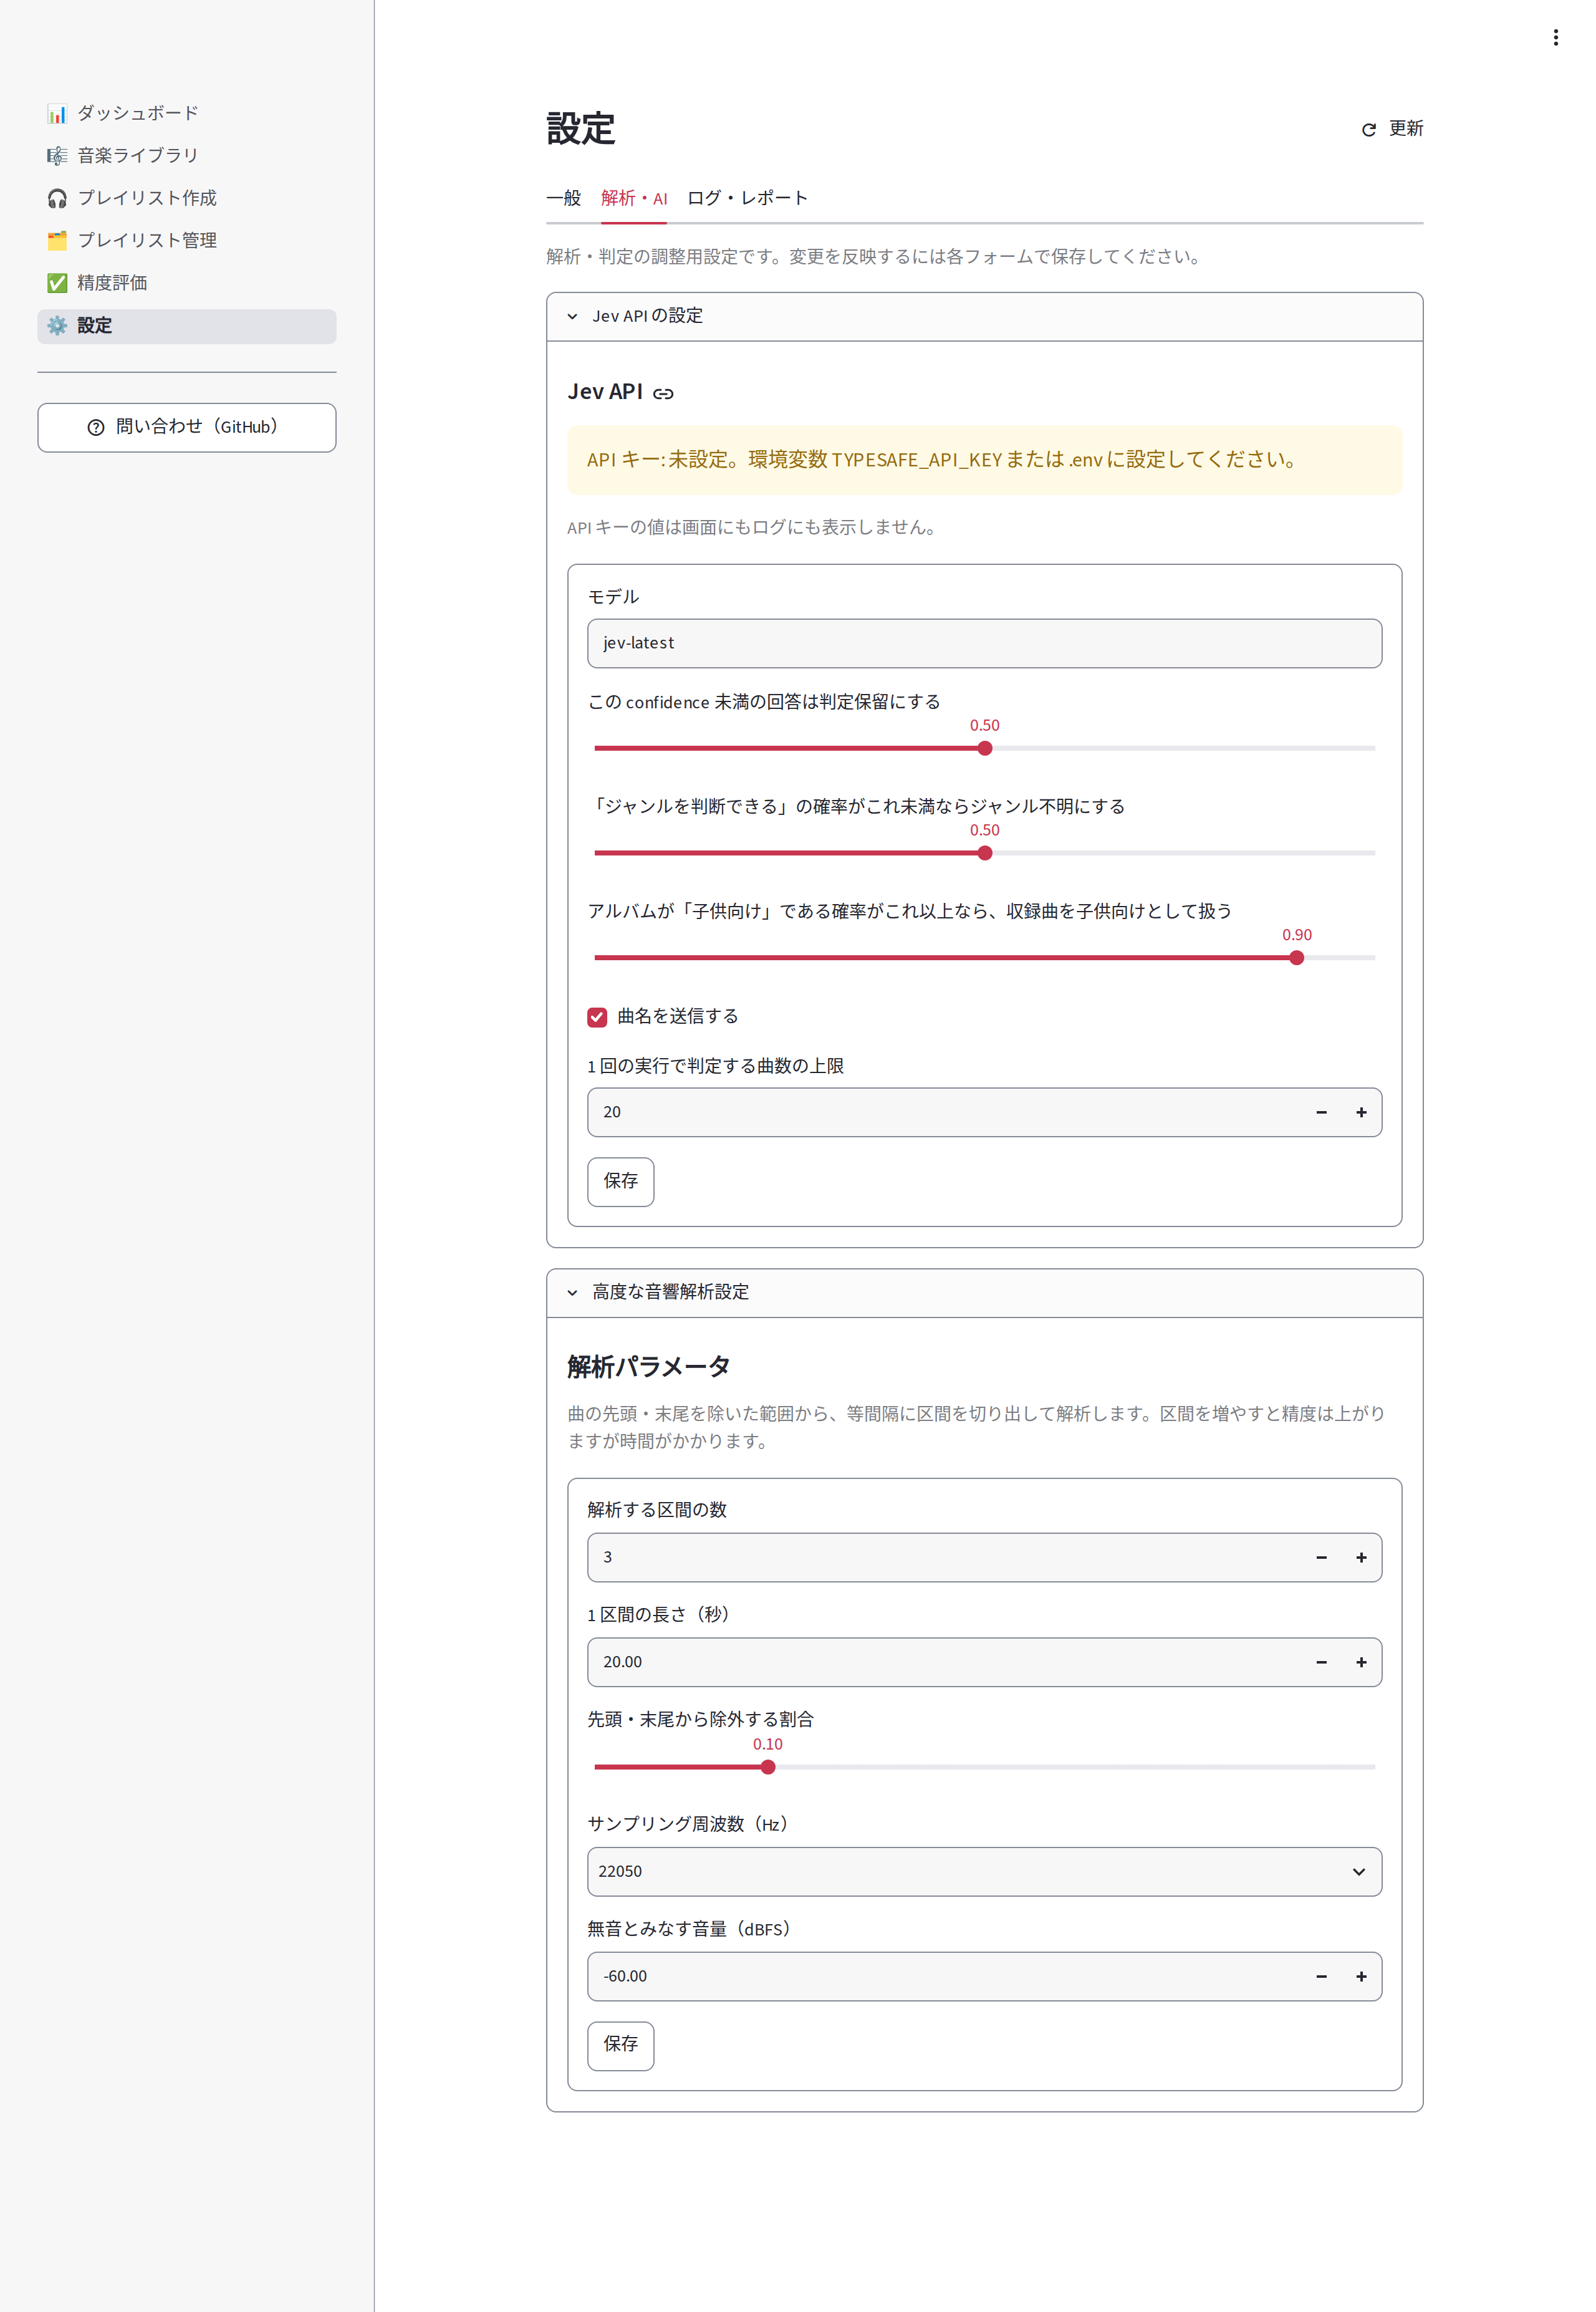 ダッシュボード
音楽ライブラリ
プレイリスト作成
プレイリスト管理
精度評価
設定
問い合わせ（GitHub）
設定
更新
一般 解析・AI ログ・レポート
解析・判定の調整用設定です。変更を反映するには各フォームで保存してください。
Jev API の設定
Jev API
API キー: 未設定。環境変数 TYPESAFE_API_KEY または .env に設定してください。
API キーの値は画面にもログにも表示しません。
モデル
jev-latest
この confidence 未満の回答は判定保留にする
0.50
「ジャンルを判断できる」の確率がこれ未満ならジャンル不明にする
0.50
アルバムが「子供向け」である確率がこれ以上なら、収録曲を子供向けとして扱う
0.90
曲名を送信する
1 回の実行で判定する曲数の上限
20
保存
高度な音響解析設定
解析パラメータ
曲の先頭・末尾を除いた範囲から、等間隔に区間を切り出して解析します。区間を増やすと精度は上がり
ますが時間がかかります。
解析する区間の数
3
1 区間の長さ（秒）
20.00
先頭・末尾から除外する割合
0.10
サンプリング周波数（Hz）
22050
無音とみなす音量（dBFS）
-60.00
保存